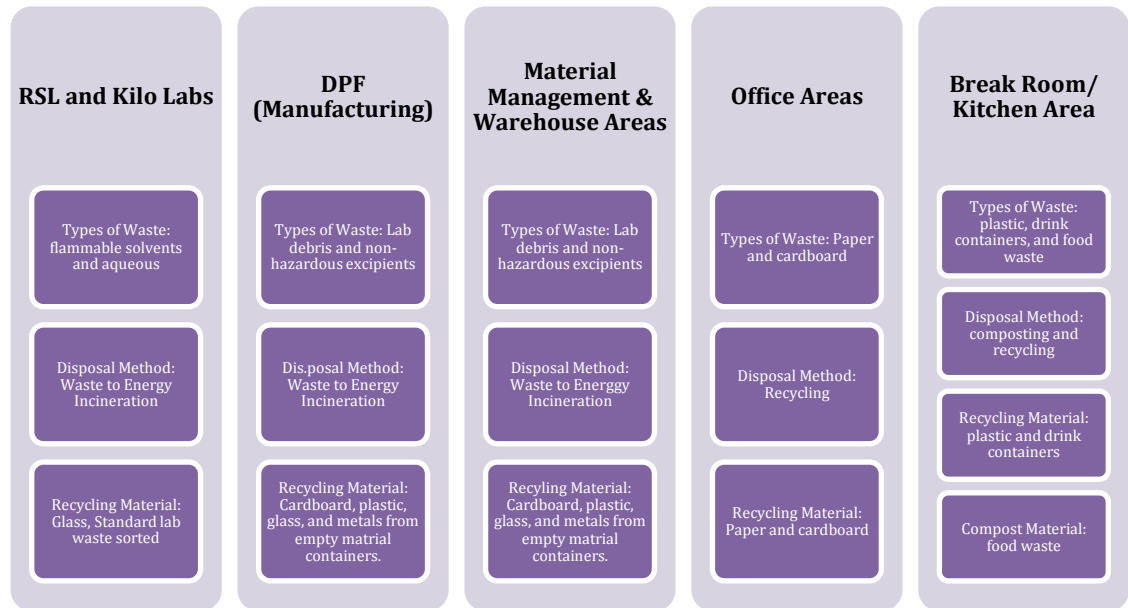 RSL and Kilo Labs
Types of Waste:
flammable solvents
and aqueous
Disposal Method:
Waste to Energy
Incineration
Recycling Material:
Glass, Standard lab
waste sorted
DPF
(Manufacturing)
Types of Waste: Lab
debris and non-
hazardous excipients
Dis.posal Method:
Waste to Energy
Incineration
Recycling Material:
Cardboard, plastic,
glass, and metals from
empty matrial
containers.
Material
Management &
Warehouse Areas
Types of Waste: Lab
debris and non-
hazardous excipients
Disposal Method:
Waste to Energgy
Incineration
Recyling Material:
Cardboard, plastic,
glass, and metals from
empty matrial
containers.
Office Areas
Types of Waste: Paper
and cardboard
Disposal Method:
Recycling
Recycling Material:
Paper and cardboard
Break Room/
Kitchen Area
Types of Waste:
plastic, drink
containers, and food
waste
Disposal Method:
composting and
recycling
Recycling Material:
plastic and drink
containers
Compost Material:
food waste